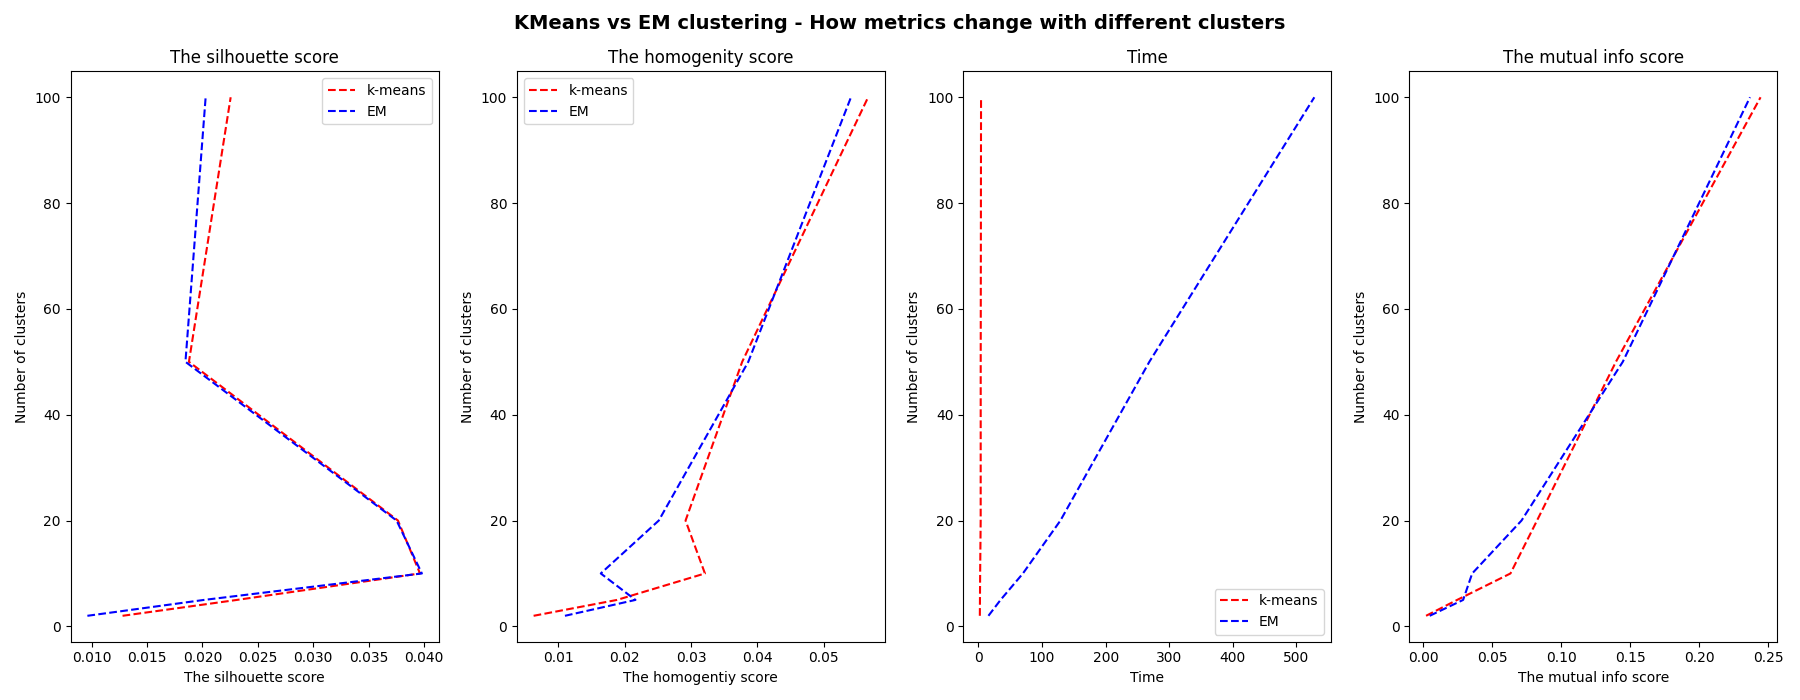 KMeans vs EM clustering - How metrics change with different clusters
The silhouette score
k-means
EM
100
80
60
40
20
0
Number of clusters
0.010 0.015 0.020 0.025 0.030 0.035 0.040
The silhouette score
The homogenity score
k-means
EM
100
80
60
40
20
0
Number of clusters
0.01 0.02 0.03 0.04 0.05
The homogentiy score
Time
100
80
60
40
20
0
Number of clusters
k-means
EM
0 100 200 300 400 500
Time
The mutual info score
100
80
60
40
20
0
Number of clusters
0.00 0.05 0.10 0.15 0.20 0.25
The mutual info score